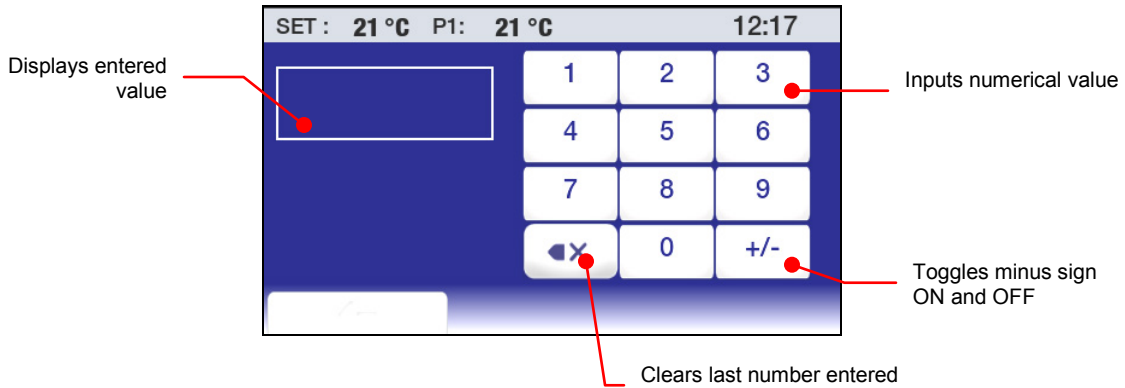 SET : 21 °C P1: 21 °C 12:17
Displays entered
value
1 2 3
Inputs numerical value
4 5 6
7 8 9
0 +/-
Toggles minus sign
ON and OFF
Clears last number entered